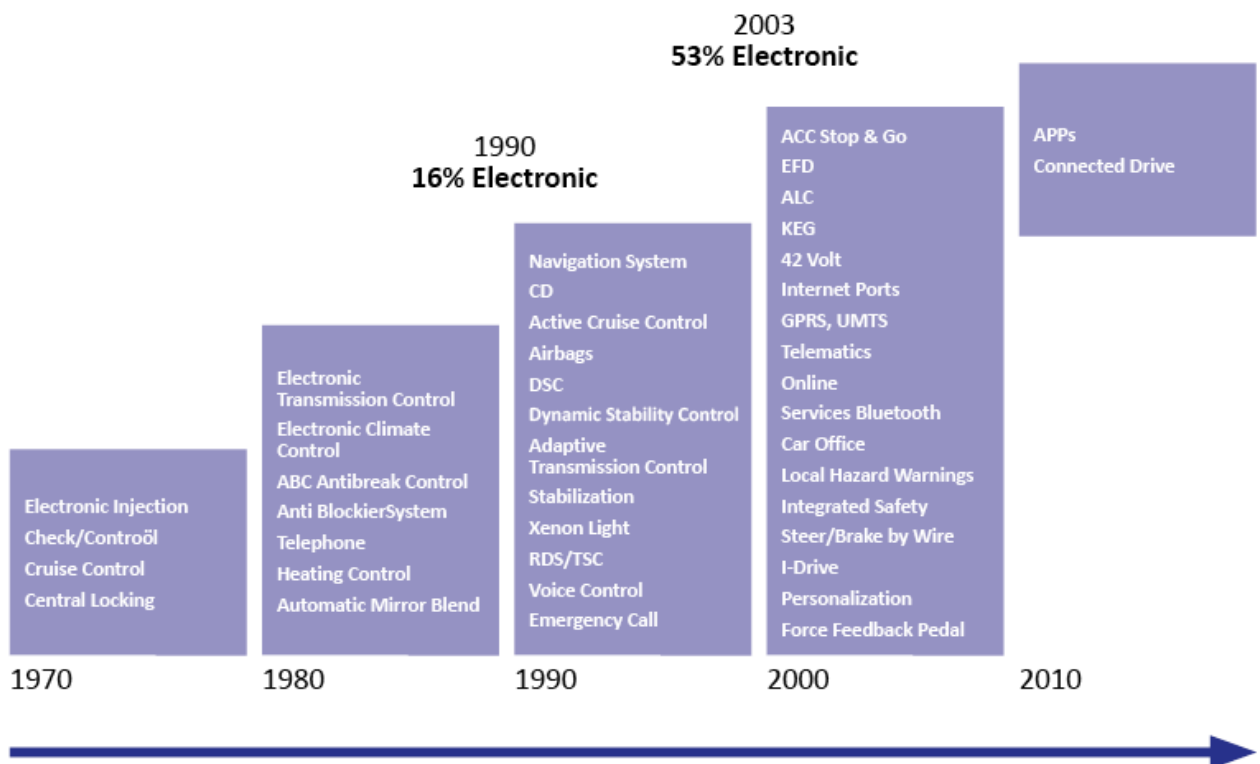 2003
53% Electronic
1990
16% Electronic
Electronic Injection
Check/Controöl
Cruise Control
Central Locking
Electronic
Transmission Control
Electronic Climate
Control
ABC Antibreak Control
Anti BlockierSystem
Telephone
Heating Control
Automatic Mirror Blend
Navigation System
CD
Active Cruise Control
Airbags
DSC
Dynamic Stability Control
Adaptive
Transmission Control
Stabilization
Xenon Light
RDS/TSC
Voice Control
Emergency Call
ACC Stop & Go
EFD
ALC
KEG
42 Volt
Internet Ports
GPRS, UMTS
Telematics
Online
Services Bluetooth
Car Office
Local Hazard Warnings
Integrated Safety
Steer/Brake by Wire
I-Drive
Personalization
Force Feedback Pedal
APPs
Connected Drive
1970
1980
1990
2000
2010